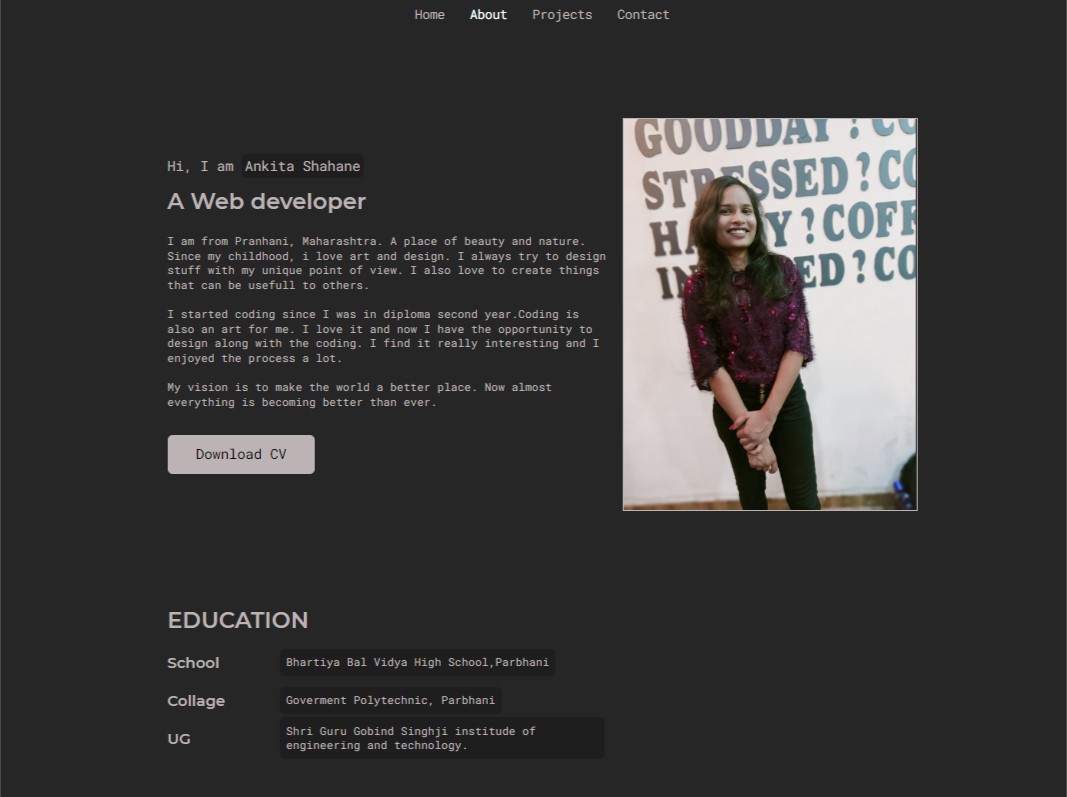 Home About Projects Contact
Hi, I am Ankita Shahane
A Web developer
I am from Pranhani, Maharashtra. A place of beauty and nature.
Since my childhood, i love art and design. I always try to design
stuff with my unique point of view. I also love to create things
that can be usefull to others.
I started coding since I was in diploma second year.Coding is
also an art for me. I love it and now I have the opportunity to
design along with the coding. I find it really interesting and I
enjoyed the process a lot.
My vision is to make the world a better place. Now almost
everything is becoming better than ever.
Download CV
GOODDAY ? CO
STRESSED ? CO
HA Y ? COFF
IN ED ? CO
EDUCATION
School Bhartiya Bal Vidya High School,Parbhani
Collage Goverment Polytechnic, Parbhani
UG Shri Guru Gobind Singhji institude of
engineering and technology.